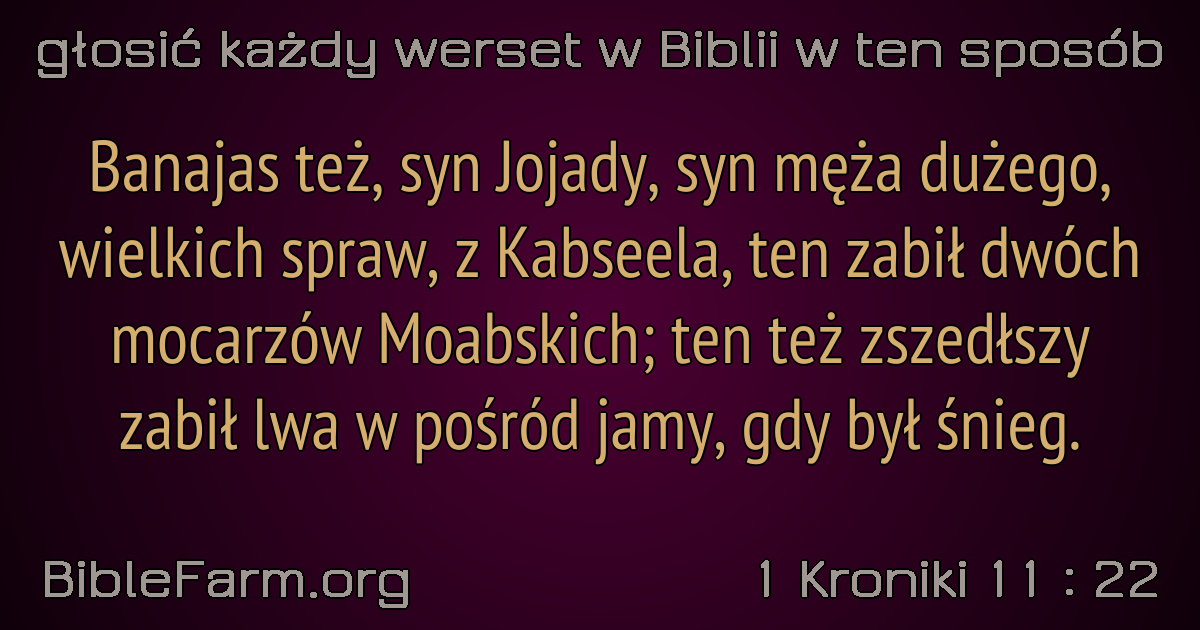 głosić każdy werset w Biblii w ten sposób
Banajas też, syn Jojady, syn męża dużego,
wielkich spraw, z Kabseela, ten zabił dwóch
mocarzów Moabskich; ten też zszedłszy
zabił lwa w pośród jamy, gdy był śnieg.
BibleFarm.org
1 Kroniki 11 : 22